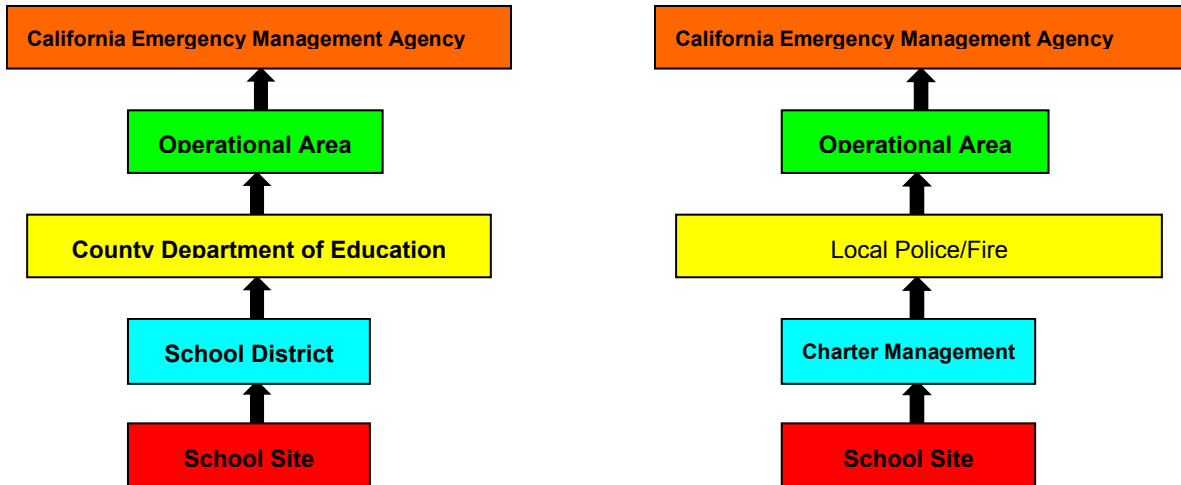 California Emergency Management Agency
Operational Area
County Department of Education
School District
School Site
California Emergency Management Agency
Operational Area
Local Police/Fire
Charter Management
School Site